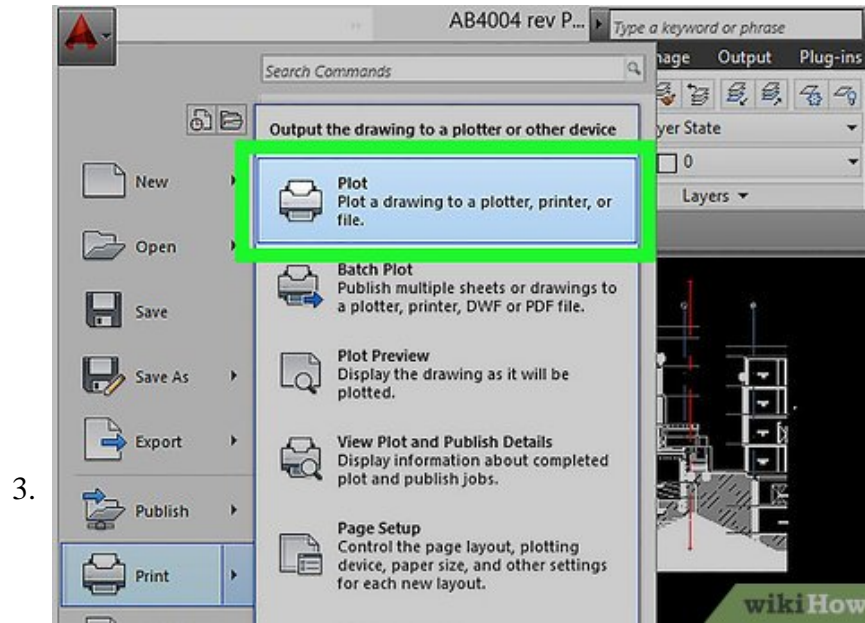 AB4004 rev P...
Type a keyword or phrase
nage Output Plug-ins
Search Commands
yer State
Output the drawing to a plotter or other device
0
Layers
New
Plot
Plot a drawing to a plotter, printer, or
file.
Open
Batch Plot
Publish multiple sheets or drawings to
a plotter, printer, DWF or PDF file.
Save
Plot Preview
Display the drawing as it will be
plotted.
Save As
Export
View Plot and Publish Details
Display information about completed
plot and publish jobs.
3.
Publish
Page Setup
Control the page layout, plotting
device, paper size, and other settings
for each new layout.
Print
wikiHow